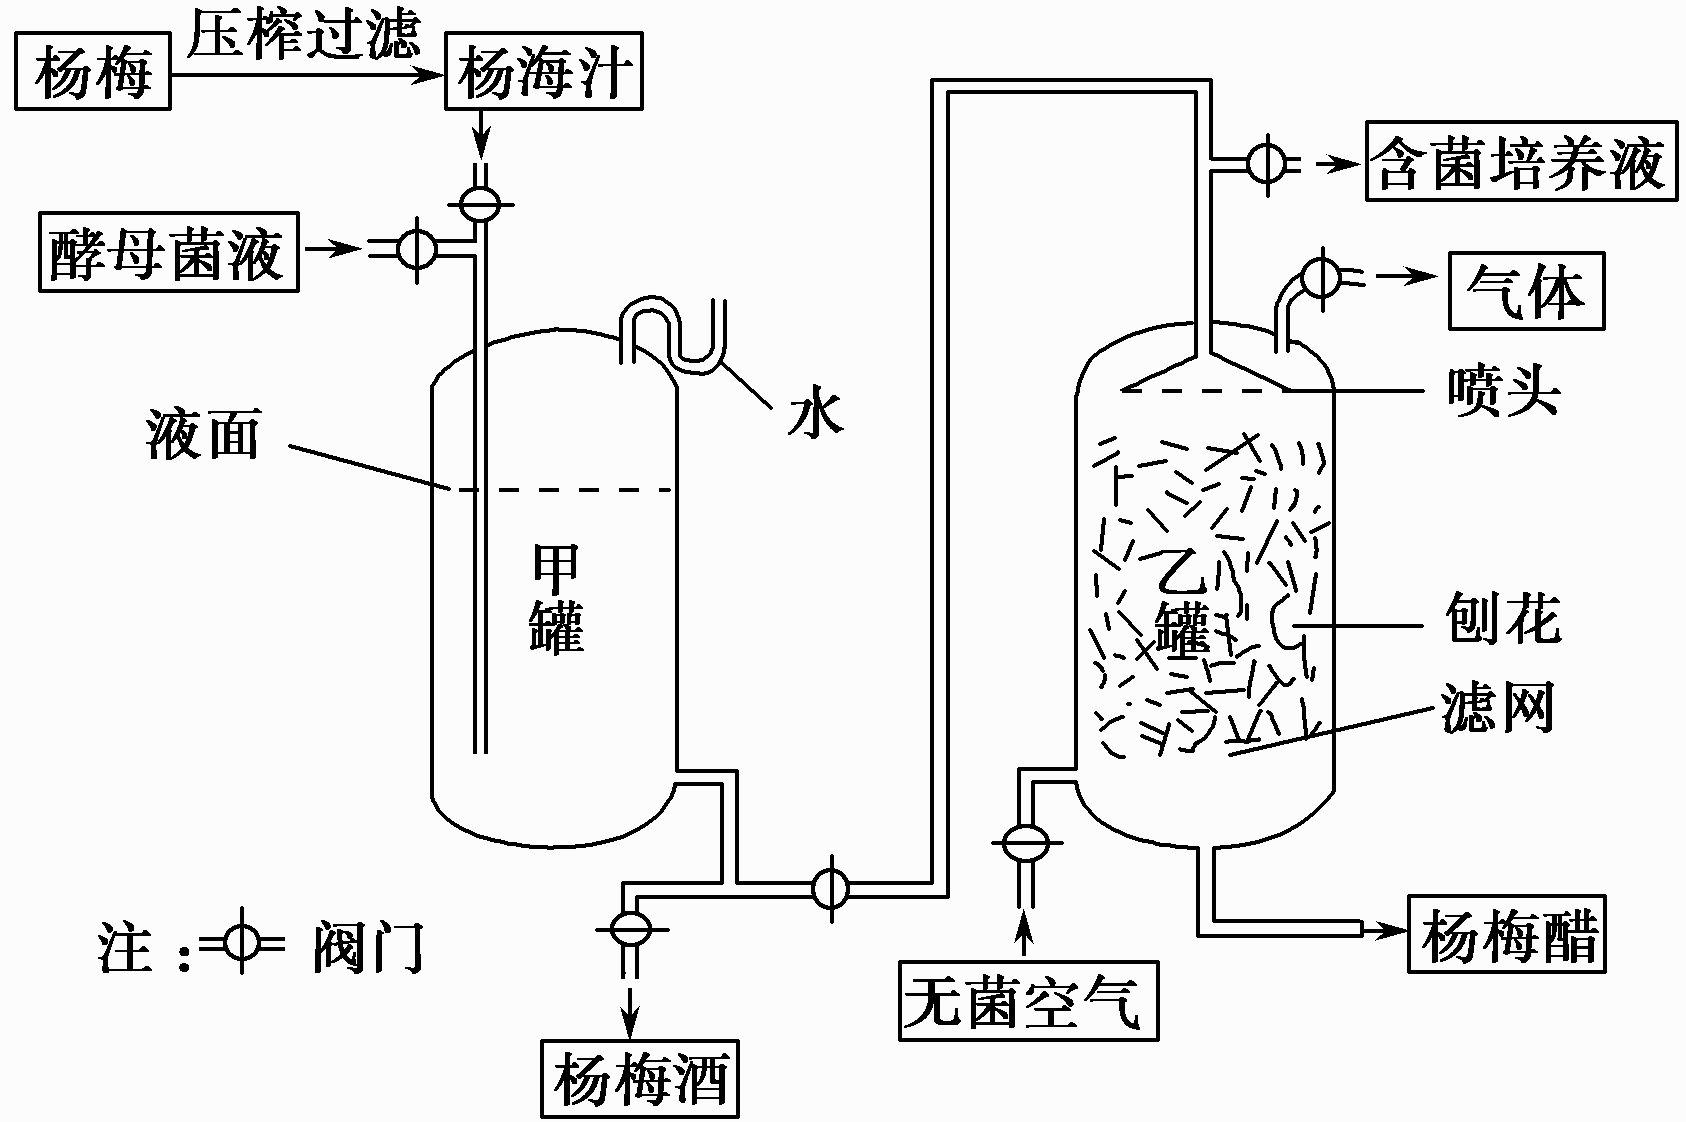 压榨过滤
杨梅
杨海汁
含菌培养液
酵母菌液
气体
喷头
水
液面
甲罐
乙罐
刨花
滤网
注：阀门
杨梅醋
无菌空气
杨梅酒